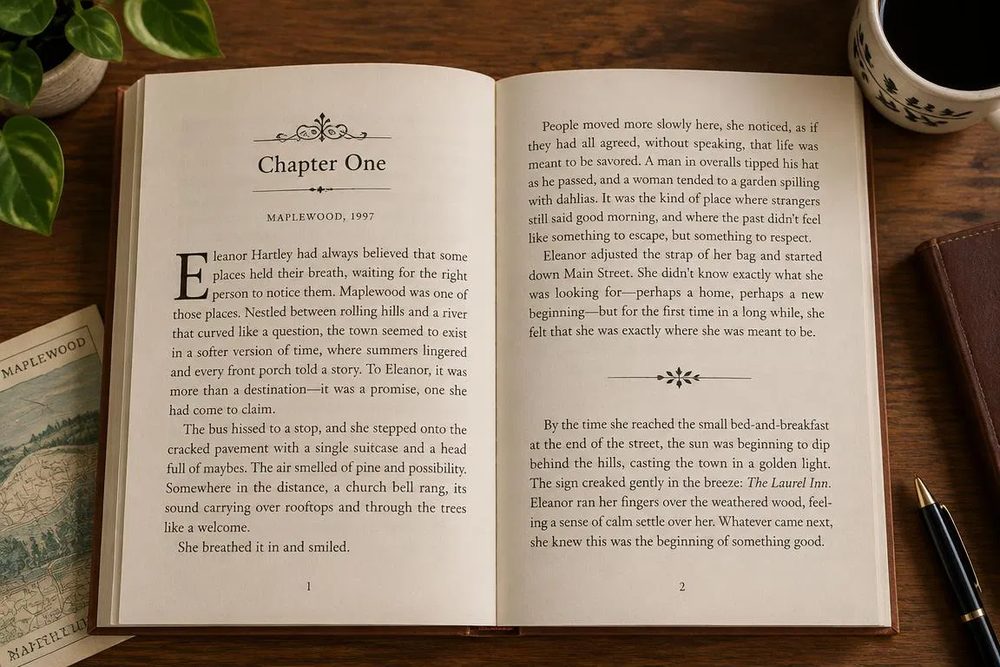 Chapter One
MAPLEWOOD, 1997
Eleanor Hartley had always believed that some
places held their breath, waiting for the right
person to notice them. Maplewood was one of
those places. Nestled between rolling hills and a river
that curved like a question, the town seemed to exist
in a softer version of time, where summers lingered
and every front porch told a story. To Eleanor, it was
more than a destination—it was a promise, one she
had come to claim.
The bus hissed to a stop, and she stepped onto the
cracked pavement with a single suitcase and a head
full of maybes. The air smelled of pine and possibility.
Somewhere in the distance, a church bell rang, its
sound carrying over rooftops and through the trees
like a welcome.
She breathed it in and smiled.
1
People moved more slowly here, she noticed, as if
they had all agreed, without speaking, that life was
meant to be savored. A man in overalls tipped his hat
as he passed, and a woman tended to a garden spilling
with dahlias. It was the kind of place where strangers
still said good morning, and where the past didn't feel
like something to escape, but something to respect.
Eleanor adjusted the strap of her bag and started
down Main Street. She didn't know exactly what she
was looking for—perhaps a home, perhaps a new
beginning—but for the first time in a long while, she
felt that she was exactly where she was meant to be.
By the time she reached the small bed-and-breakfast
at the end of the street, the sun was beginning to dip
behind the hills, casting the town in a golden light.
The sign creaked gently in the breeze: The Laurel Inn.
Eleanor ran her fingers over the weathered wood, feel-
ing a sense of calm settle over her. Whatever came next,
she knew this was the beginning of something good.
2
MAPLEWOOD